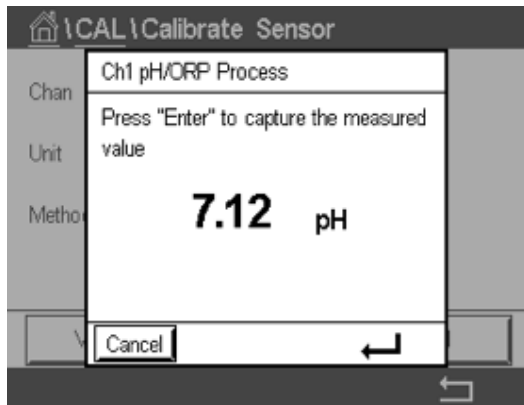 \CAL\Calibrate Sensor
Ch1 pH/ORP Process
Chan
Press "Enter" to capture the measured
value
Unit
7.12 pH
Metho
Cancel